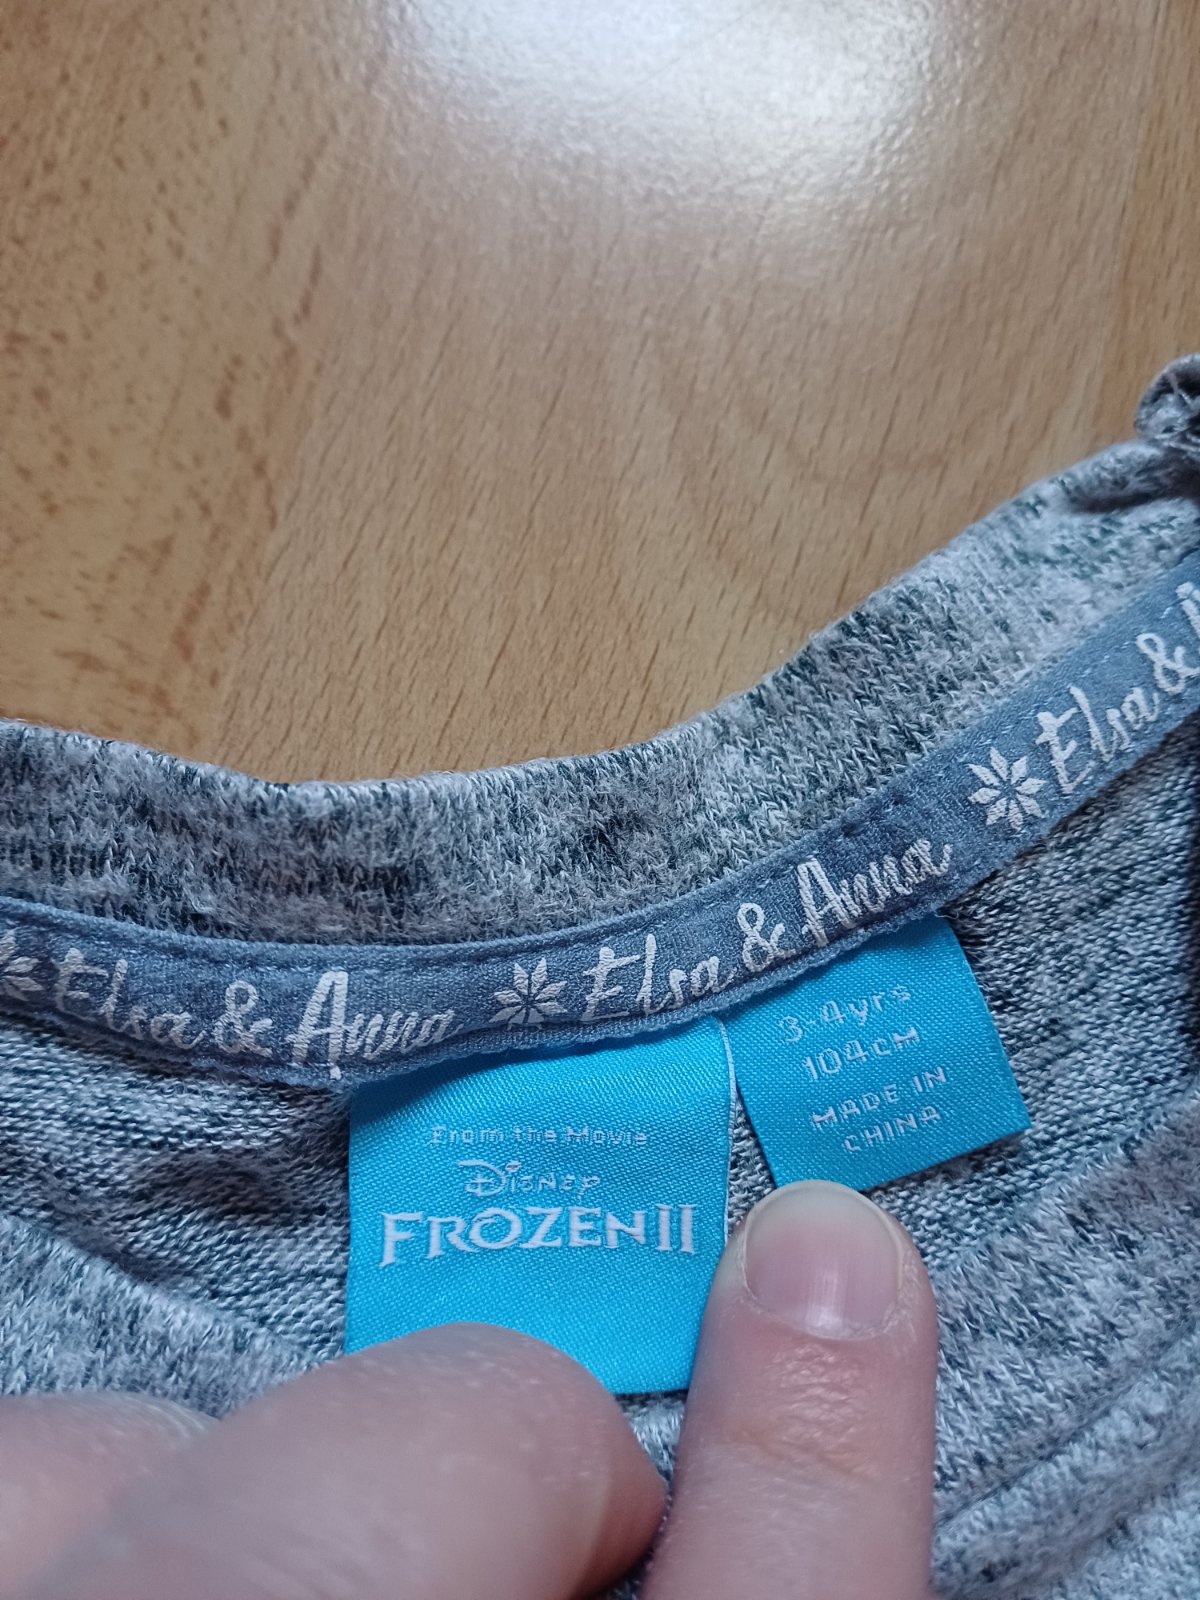 Elsa & Anna Elsa & Anna Elsa &
From the Movie
Disney
FROZEN II
3-4yrs
104cm
MADE IN
CHINA